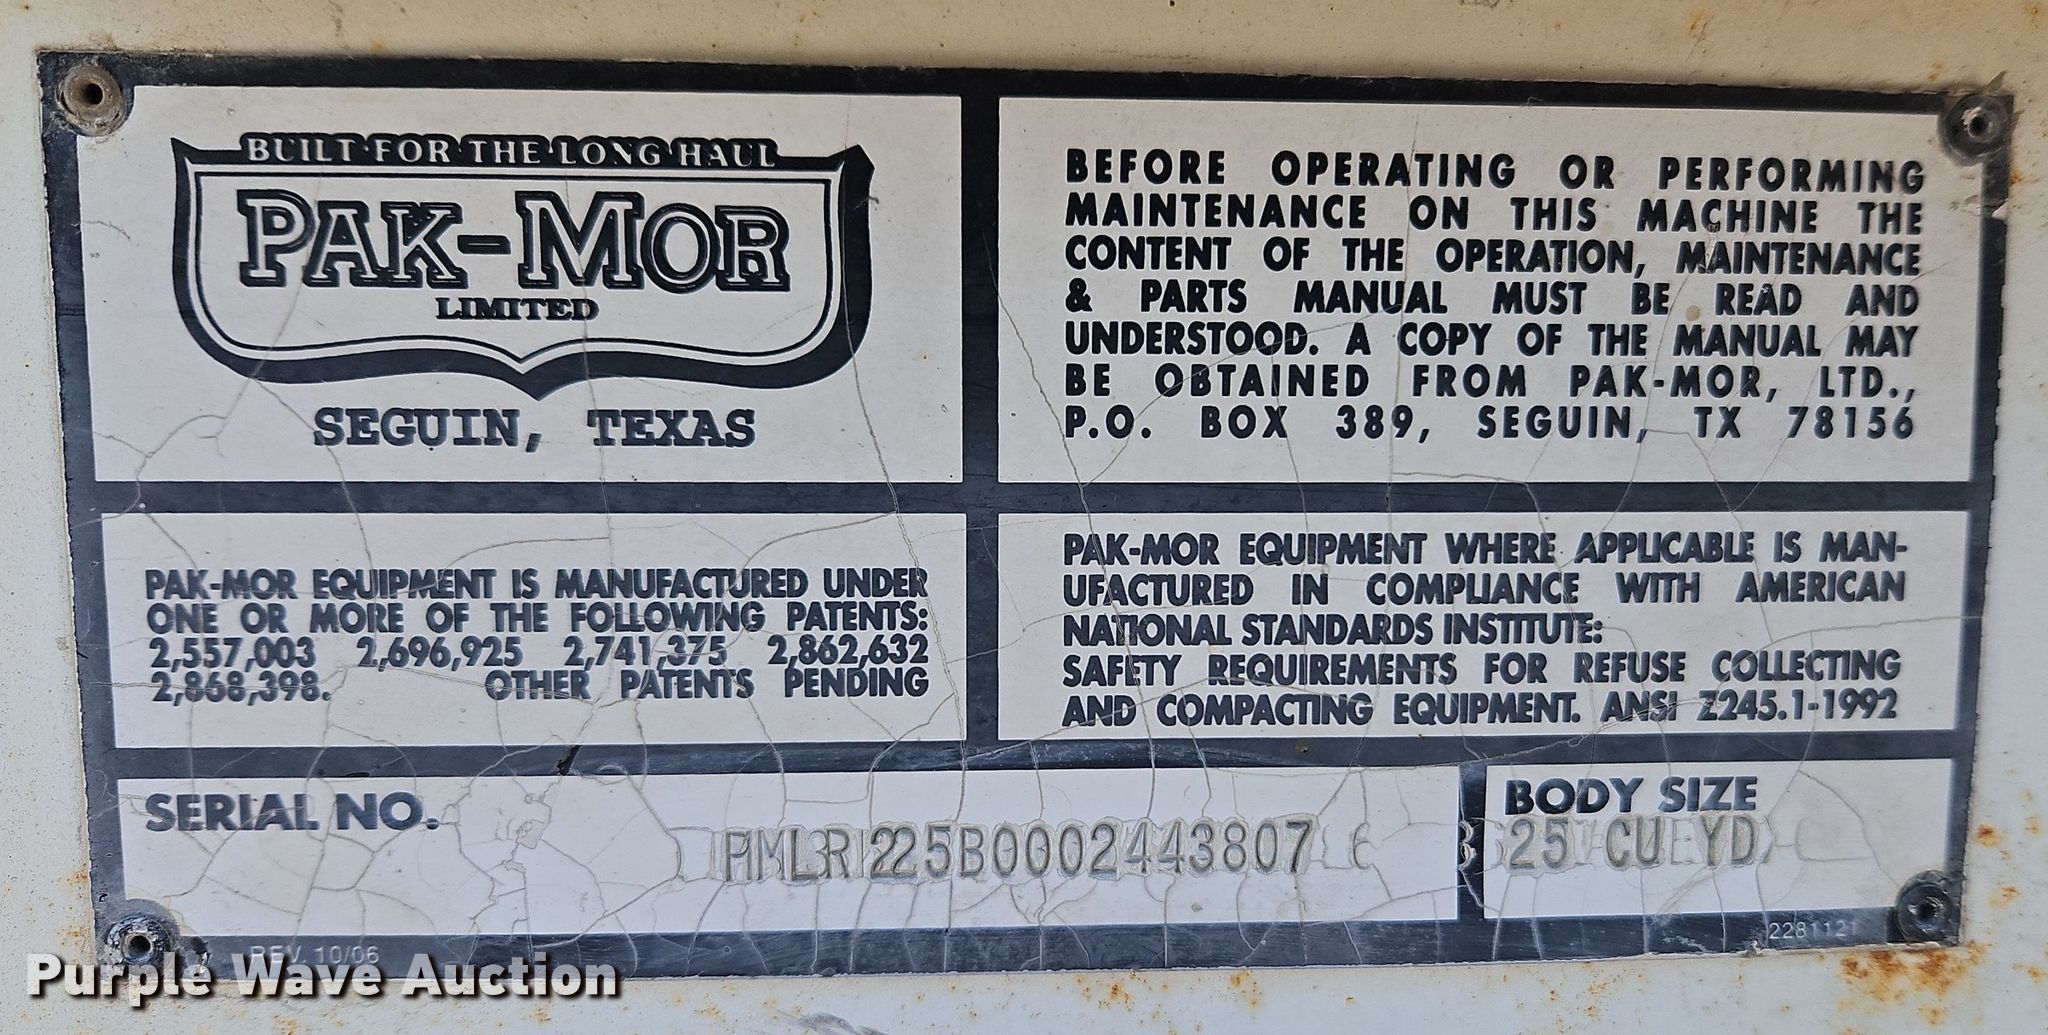 BUILT FOR THE LONG HAUL
PAK-MOR
LIMITED
SEGUIN, TEXAS
BEFORE OPERATING OR PERFORMING
MAINTENANCE ON THIS MACHINE THE
CONTENT OF THE OPERATION, MAINTENANCE
& PARTS MANUAL MUST BE READ AND
UNDERSTOOD. A COPY OF THE MANUAL MAY
BE OBTAINED FROM PAK-MOR, LTD.,
P.O. BOX 389, SEGUIN, TX 78156
PAK-MOR EQUIPMENT IS MANUFACTURED UNDER
ONE OR MORE OF THE FOLLOWING PATENTS:
2,557,003 2,696,925 2,741,375 2,862,632
2,868,398. OTHER PATENTS PENDING
PAK-MOR EQUIPMENT WHERE APPLICABLE IS MAN-
UFACTURED IN COMPLIANCE WITH AMERICAN
NATIONAL STANDARDS INSTITUTE:
SAFETY REQUIREMENTS FOR REFUSE COLLECTING
AND COMPACTING EQUIPMENT. ANSI Z245.1-1992
SERIAL NO.
BODY SIZE
25 CU YD
REV 10/06
2281121
Purple Wave Auction